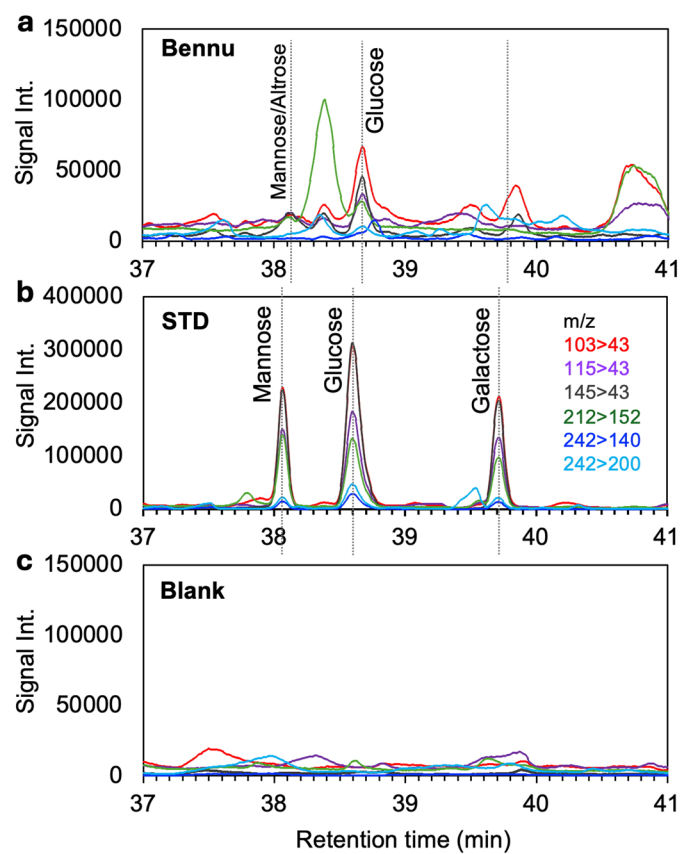 a
Bennu
Mannose/Altrose
Glucose
Signal Int.
150000
100000
50000
0
37
38
39
40
41
b
STD
Mannose
Glucose
Galactose
m/z
103>43
115>43
145>43
212>152
242>140
242>200
Signal Int.
400000
300000
200000
100000
0
37
38
39
40
41
c
Blank
Signal Int.
150000
100000
50000
0
37
38
39
40
41
Retention time (min)